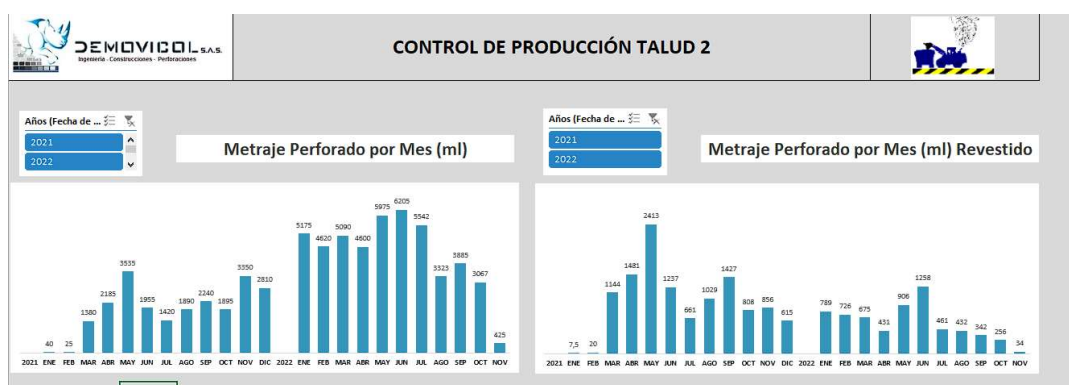 DEMOVICOL S.A.S.
Ingeniería - Construcciones - Perforaciones
CONTROL DE PRODUCCIÓN TALUD 2
Años (Fecha de ...
2021
2022
Metraje Perforado por Mes (ml)
Años (Fecha de ...
2021
2022
Metraje Perforado por Mes (ml) Revestido
40 25 1380 2185 3535 1955 1420 1890 2240 1895 3350 2810 5175 4620 5090 4600 5975 6205 5542 3323 3885 3067 425
2021 ENE FEB MAR ABR MAY JUN JUL AGO SEP OCT NOV DIC 2022 ENE FEB MAR ABR MAY JUN JUL AGO SEP OCT NOV
7,5 20 1144 1481 2413 1237 661 1029 1427 808 856 615 789 726 675 431 906 1258 461 432 342 256 34
2021 ENE FEB MAR ABR MAY JUN JUL AGO SEP OCT NOV DIC 2022 ENE FEB MAR ABR MAY JUN JUL AGO SEP OCT NOV